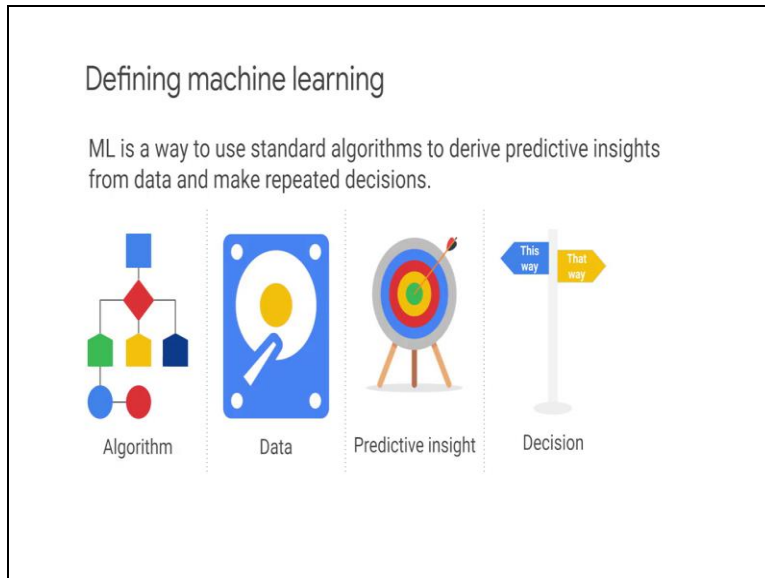 Defining machine learning
ML is a way to use standard algorithms to derive predictive insights
from data and make repeated decisions.
This
way
That
way
Algorithm
Data
Predictive insight
Decision